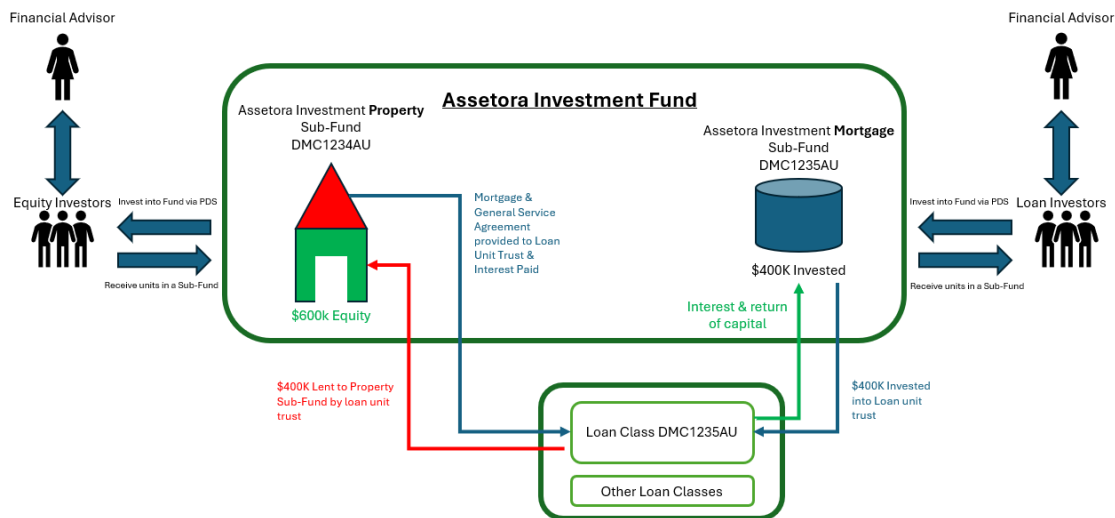 Financial Advisor
Financial Advisor
Assetora Investment Fund
Assetora Investment Property
Sub-Fund
DMC1234AU
Assetora Investment Mortgage
Sub-Fund
DMC1235AU
Equity Investors
Invest into Fund via PDS
Receive units in a Sub-Fund
Mortgage &
General Service
Agreement
provided to Loan
Unit Trust &
Interest Paid
Invest into Fund via PDS
Loan Investors
Receive units in a Sub-Fund
$400K Invested
$600k Equity
Interest & return
of capital
$400K Lent to Property
Sub-Fund by loan unit
trust
$400K Invested
into Loan unit
trust
Loan Class DMC1235AU
Other Loan Classes